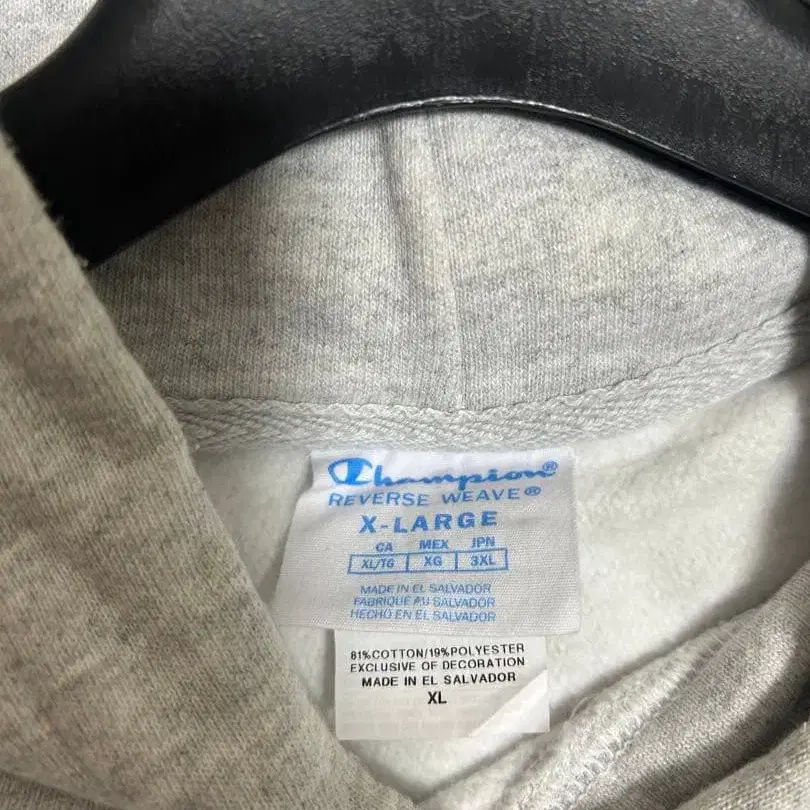 Champion®
REVERSE WEAVE®
X-LARGE
CA MEX JPN
XL/TG XG 3XL
MADE IN EL SALVADOR
FABRIQUE AU SALVADOR
HECHO EN EL SALVADOR
81%COTTON/19%POLYESTER
EXCLUSIVE OF DECORATION
MADE IN EL SALVADOR
XL